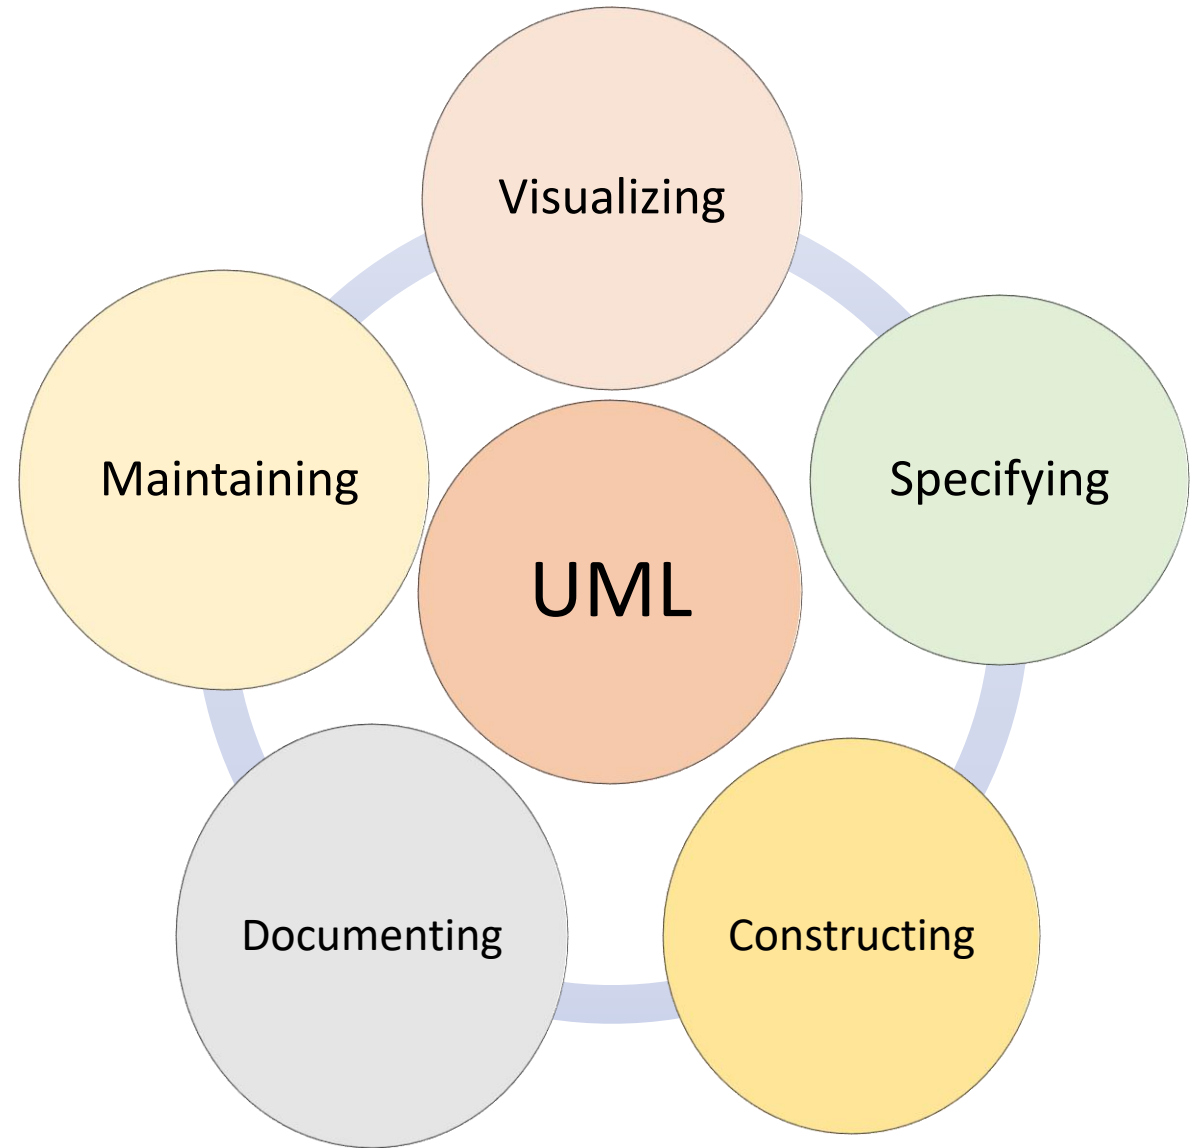 Visualizing
Maintaining
Specifying
UML
Documenting
Constructing